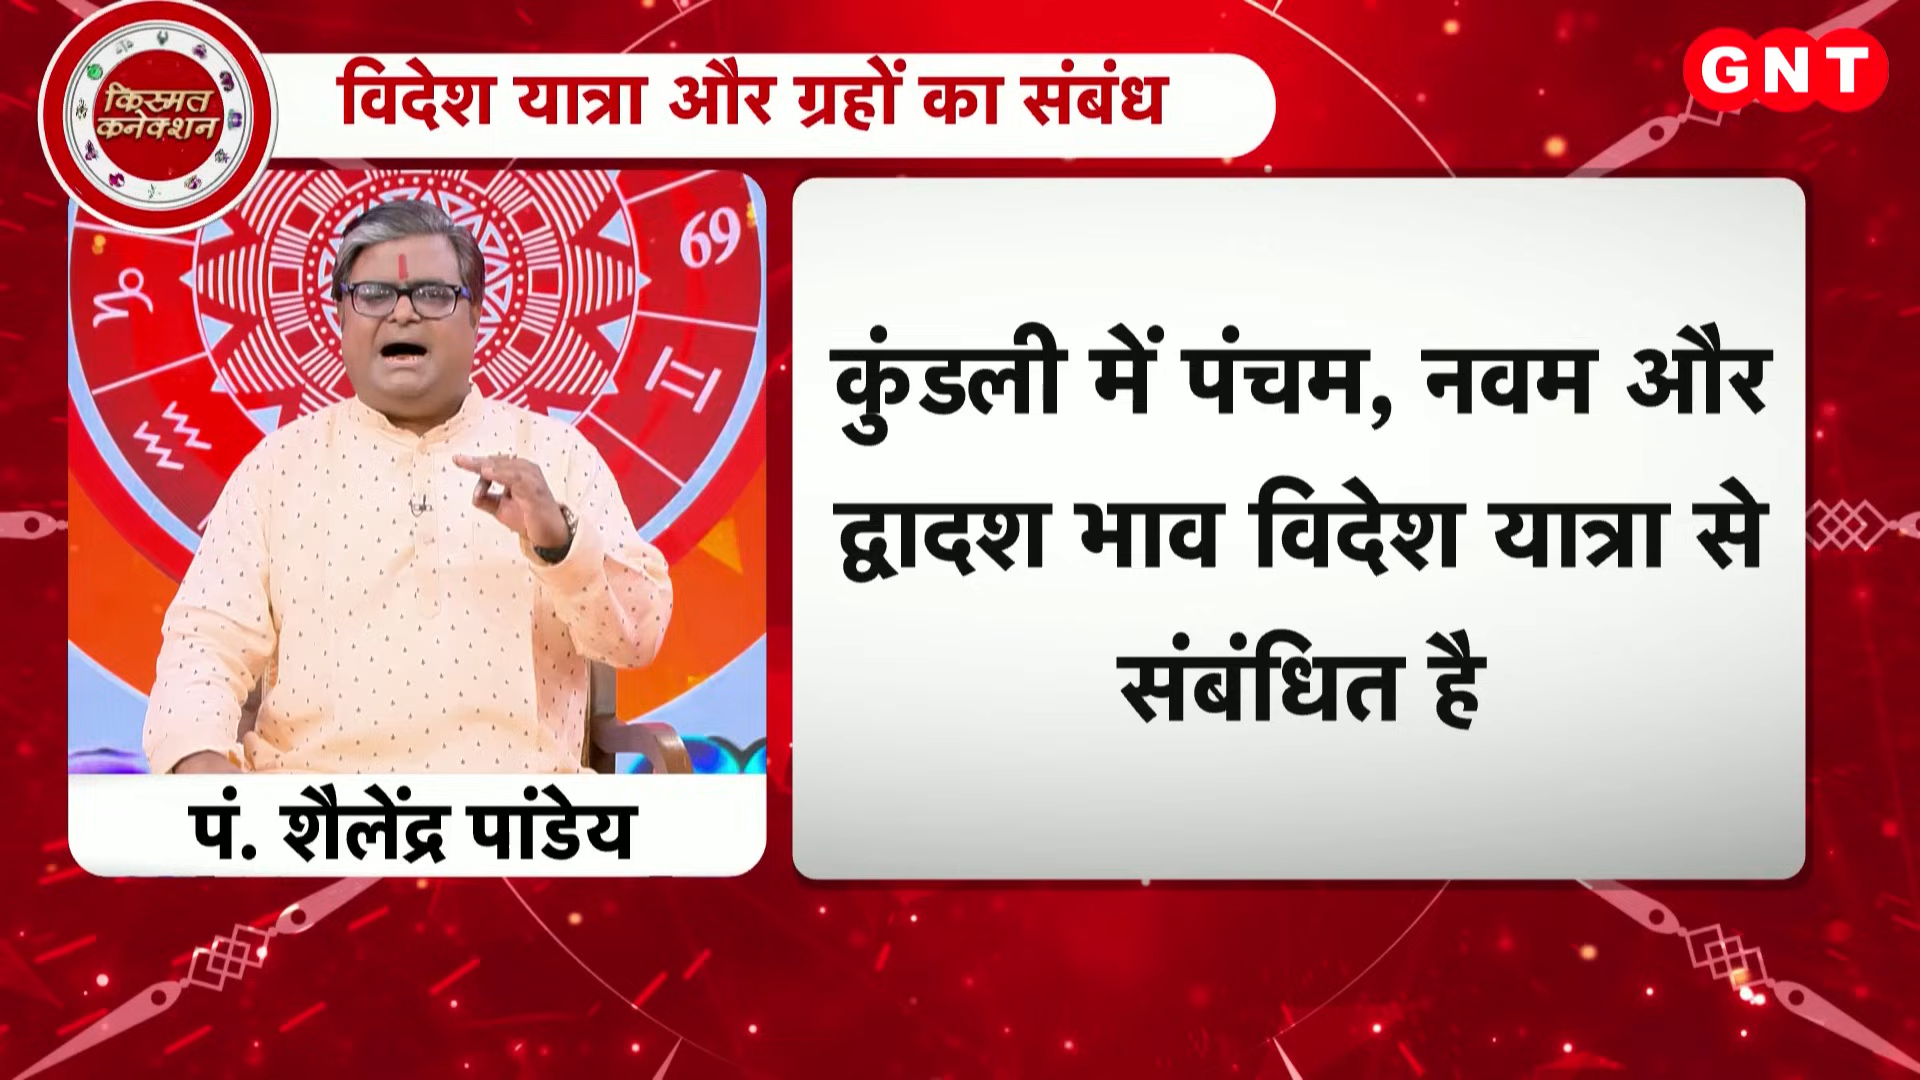 किस्मत
कनेक्शन
विदेश यात्रा और ग्रहों का संबंध
GNT
कुंडली में पंचम, नवम और
द्वादश भाव विदेश यात्रा से
संबंधित है
पं. शैलेंद्र पांडेय